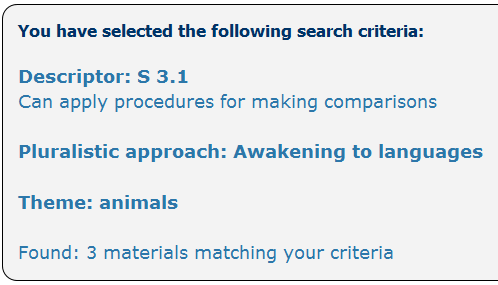 You have selected the following search criteria:
Descriptor: S 3.1
Can apply procedures for making comparisons
Pluralistic approach: Awakening to languages
Theme: animals
Found: 3 materials matching your criteria